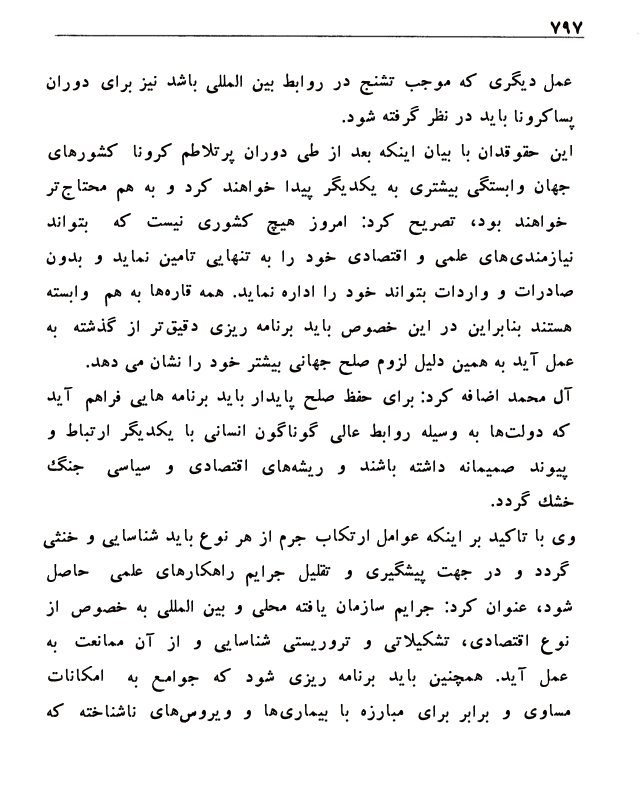 ۷۹۷
عمل دیگری که موجب تشنج در روابط بین المللی باشد نیز برای دوران
پساکرونا باید در نظر گرفته شود.
این حقوقدان با بیان اینکه بعد از طی دوران پرتلاطم کرونا کشورهای
جهان وابستگی بیشتری به یکدیگر پیدا خواهند کرد و به هم محتاج‌تر
خواهند بود، تصریح کرد: امروز هیچ کشوری نیست که بتواند
نیازمندی‌های علمی و اقتصادی خود را به تنهایی تامین نماید و بدون
صادرات و واردات بتواند خود را اداره نماید. همه قاره‌ها به هم وابسته
هستند بنابراین در این خصوص باید برنامه ریزی دقیق‌تر از گذشته به
عمل آید به همین دلیل لزوم صلح جهانی بیشتر خود را نشان می دهد.
آل محمد اضافه کرد: برای حفظ صلح پایدار باید برنامه هایی فراهم آید
که دولت‌ها به وسیله روابط عالی گوناگون انسانی با یکدیگر ارتباط و
پیوند صمیمانه داشته باشند و ریشه‌های اقتصادی و سیاسی جنگ
خشك گردد.
وی با تاکید بر اینکه عوامل ارتکاب جرم از هر نوع باید شناسایی و خنثی
گردد و در جهت پیشگیری و تقلیل جرایم راهکارهای علمی حاصل
شود، عنوان کرد: جرایم سازمان یافته محلی و بین المللی به خصوص از
نوع اقتصادی، تشکیلاتی و تروریستی شناسایی و از آن ممانعت به
عمل آید. همچنین باید برنامه ریزی شود که جوامع به امکانات
مساوی و برابر برای مبارزه با بیماری‌ها و ویروس‌های ناشناخته که